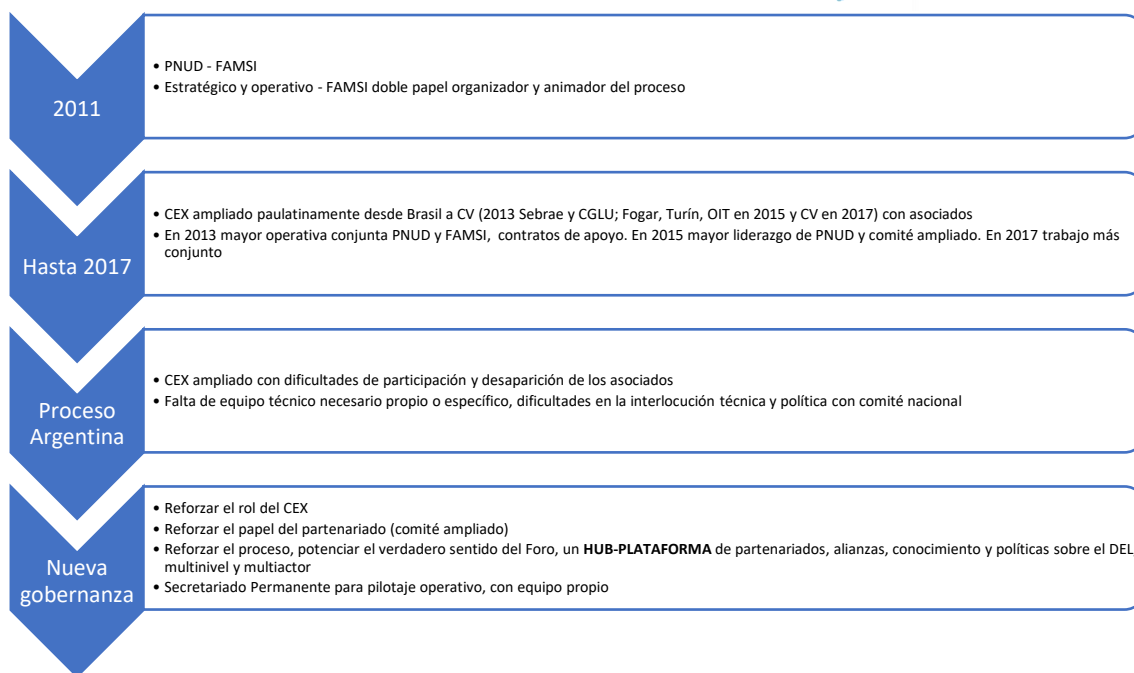 2011
• PNUD - FAMSI
• Estratégico y operativo - FAMSI doble papel organizador y animador del proceso
Hasta 2017
• CEX ampliado paulatinamente desde Brasil a CV (2013 Sebrae y CGLU; Fogar, Turín, OIT en 2015 y CV en 2017) con asociados
• En 2013 mayor operativa conjunta PNUD y FAMSI, contratos de apoyo. En 2015 mayor liderazgo de PNUD y comité ampliado. En 2017 trabajo más
conjunto
Proceso
Argentina
• CEX ampliado con dificultades de participación y desaparición de los asociados
• Falta de equipo técnico necesario propio o específico, dificultades en la interlocución técnica y política con comité nacional
Nueva
gobernanza
• Reforzar el rol del CEX
• Reforzar el papel del partenariado (comité ampliado)
• Reforzar el proceso, potenciar el verdadero sentido del Foro, un HUB-PLATAFORMA de partenariados, alianzas, conocimiento y políticas sobre el DEL
multinivel y multiactor
• Secretariado Permanente para pilotaje operativo, con equipo propio